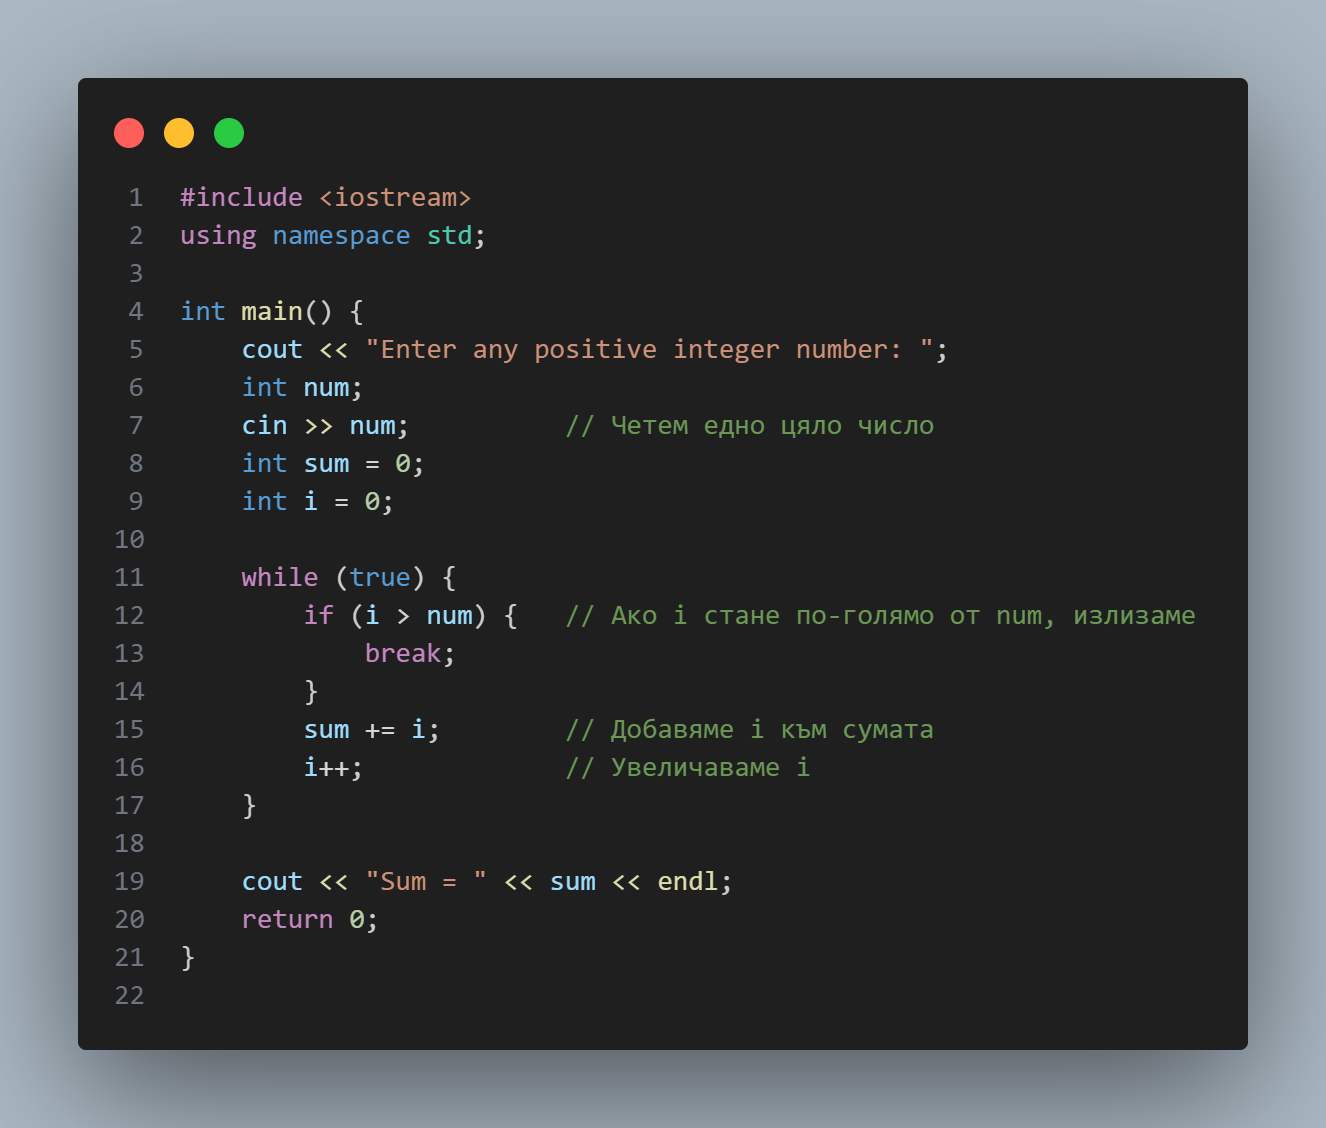 1 #include <iostream>
2 using namespace std;
3
4 int main() {
5     cout << "Enter any positive integer number: ";
6     int num;
7     cin >> num;          // Четем едно цяло число
8     int sum = 0;
9     int i = 0;
10
11     while (true) {
12         if (i > num) {   // Ако i стане по-голямо от num, излизаме
13             break;
14         }
15         sum += i;        // Добавяме i към сумата
16         i++;             // Увеличаваме i
17     }
18
19     cout << "Sum = " << sum << endl;
20     return 0;
21 }
22